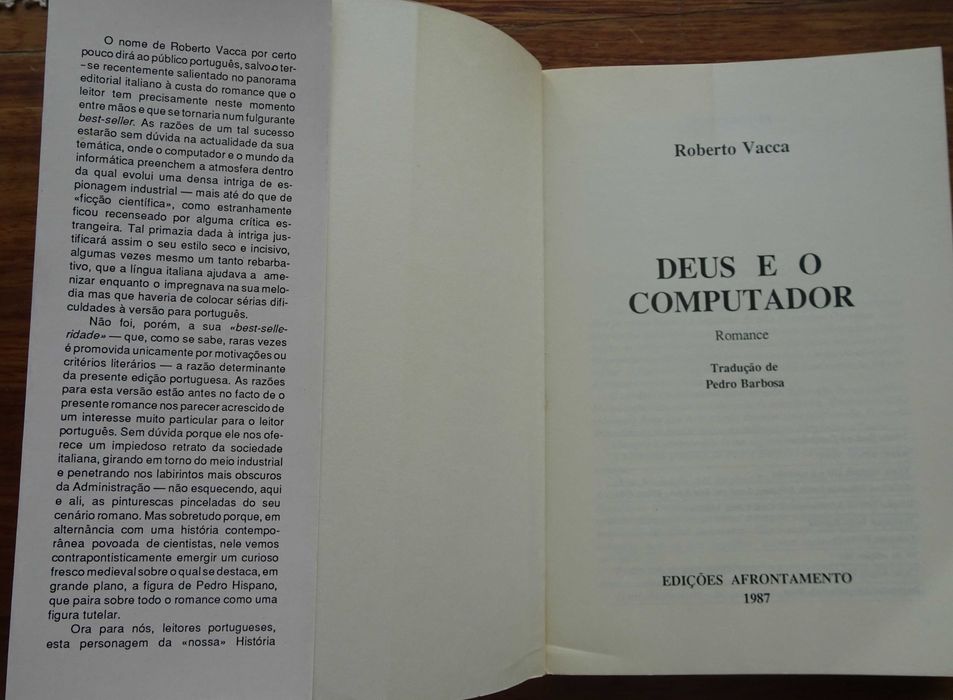 O nome de Roberto Vacca por certo
pouco dirá ao público português, salvo o ter-
-se recentemente salientado no panorama
editorial italiano à custa do romance que o
leitor tem precisamente neste momento
entre mãos e que se tornaria num fulgurante
best-seller. As razões de um tal sucesso
estarão sem dúvida na actualidade da sua
temática, onde o computador e o mundo da
informática preenchem a atmosfera dentro
da qual evolui uma densa intriga de es-
pionagem industrial — mais até do que de
«ficção científica», como estranhamente
ficou recenseado por alguma crítica es-
trangeira. Tal primazia dada à intriga jus-
tificará assim o seu estilo seco e incisivo,
algumas vezes mesmo um tanto rebarba-
tivo, que a língua italiana ajudava a ame-
nizar enquanto o impregnava na sua melo-
dia mas que haveria de colocar sérias difi-
culdades à versão para português.
Não foi, porém, a sua «best-selle-
ridade» — que, como se sabe, raras vezes
é promovida unicamente por motivações ou
critérios literários — a razão determinante
da presente edição portuguesa. As razões
para esta versão estão antes no facto de o
presente romance nos parecer acrescido de
um interesse muito particular para o leitor
português. Sem dúvida porque ele nos ofe-
rece um impiedoso retrato da sociedade
italiana, girando em torno do meio industrial
e penetrando nos labirintos mais obscuros
da Administração — não esquecendo, aqui
e ali, as pinturescas pinceladas do seu
cenário romano. Mas sobretudo porque, em
alternância com uma história contempo-
rânea povoada de cientistas, nele vemos
contrapontisticamente emergir um curioso
fresco medieval sobre o qual se destaca, em
grande plano, a figura de Pedro Hispano,
que paira sobre todo o romance como uma
figura tutelar.
Ora para nós, leitores portugueses,
esta personagem da «nossa» História
Roberto Vacca
DEUS E O
COMPUTADOR
Romance
Tradução de
Pedro Barbosa
EDIÇÕES AFRONTAMENTO
1987